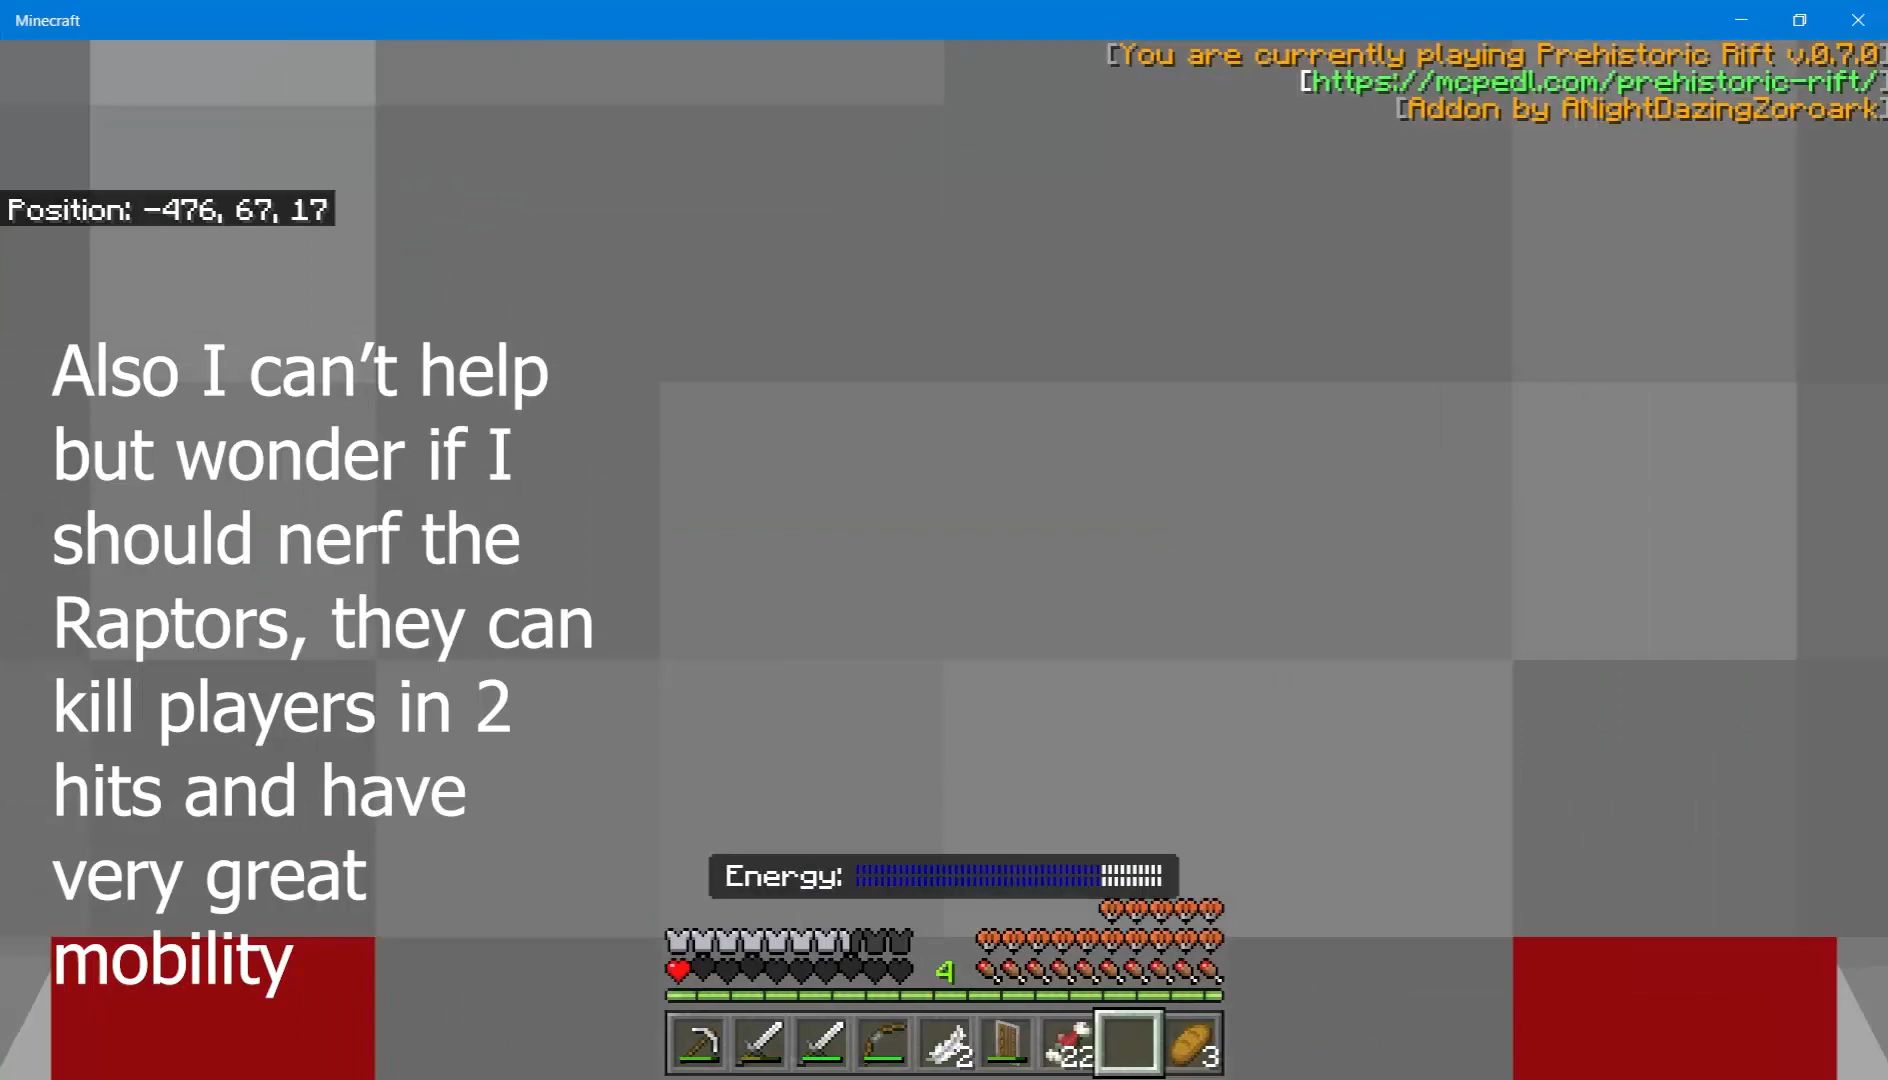 Minecraft
[You are currently playing Prehistoric Rift v.0.7.0]
[https://mcpedl.com/prehistoric-rift/]
[Addon by ANightDazingZoroark]
Position: -476, 67, 17
Also I can’t help
but wonder if I
should nerf the
Raptors, they can
kill players in 2
hits and have
very great
mobility
Energy:
4
2
22
3